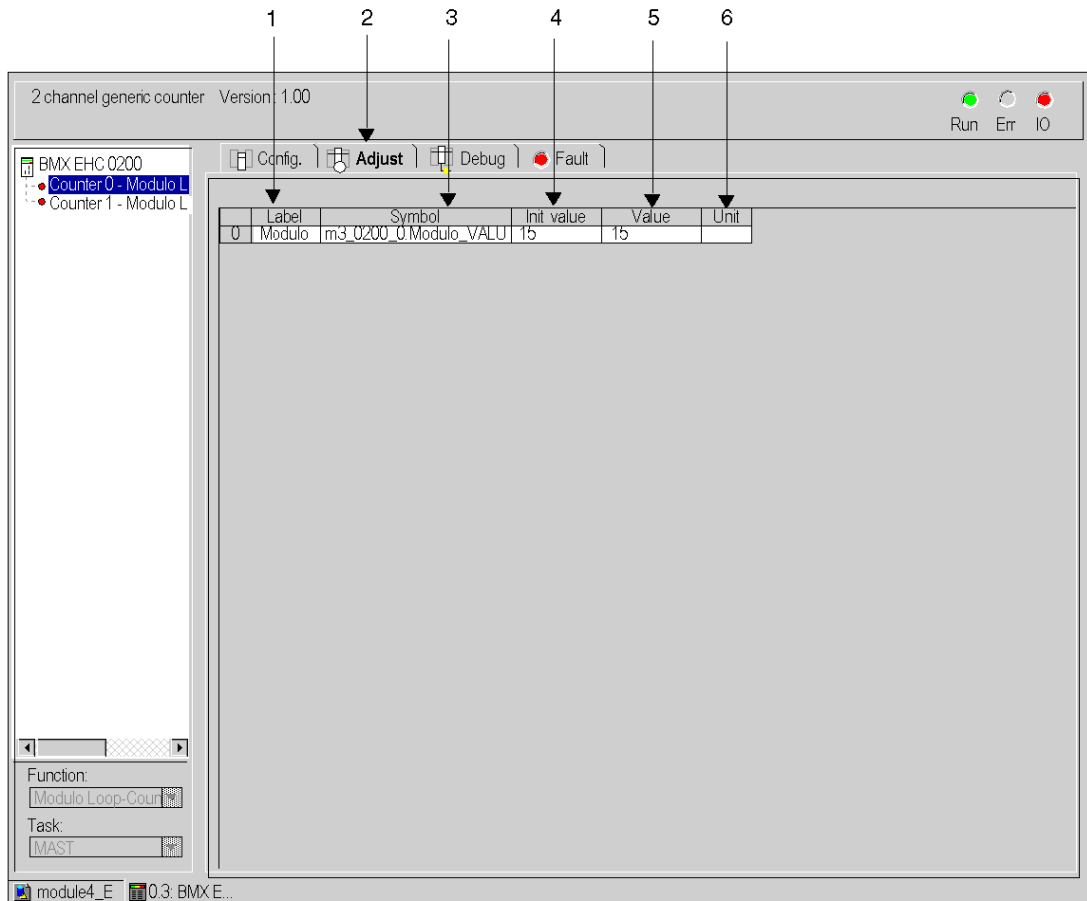 1 2 3 4 5 6
2 channel generic counter Version: 1.00
Run Err IO
BMX EHC 0200
Counter 0 - Modulo L
Counter 1 - Modulo L
Config. Adjust Debug Fault
Label Symbol Init value Value Unit
0 Modulo m3_0200_0.Modulo_VALU 15 15
Function:
Modulo Loop-Coun
Task:
MAST
module4_E 0.3: BMX E...